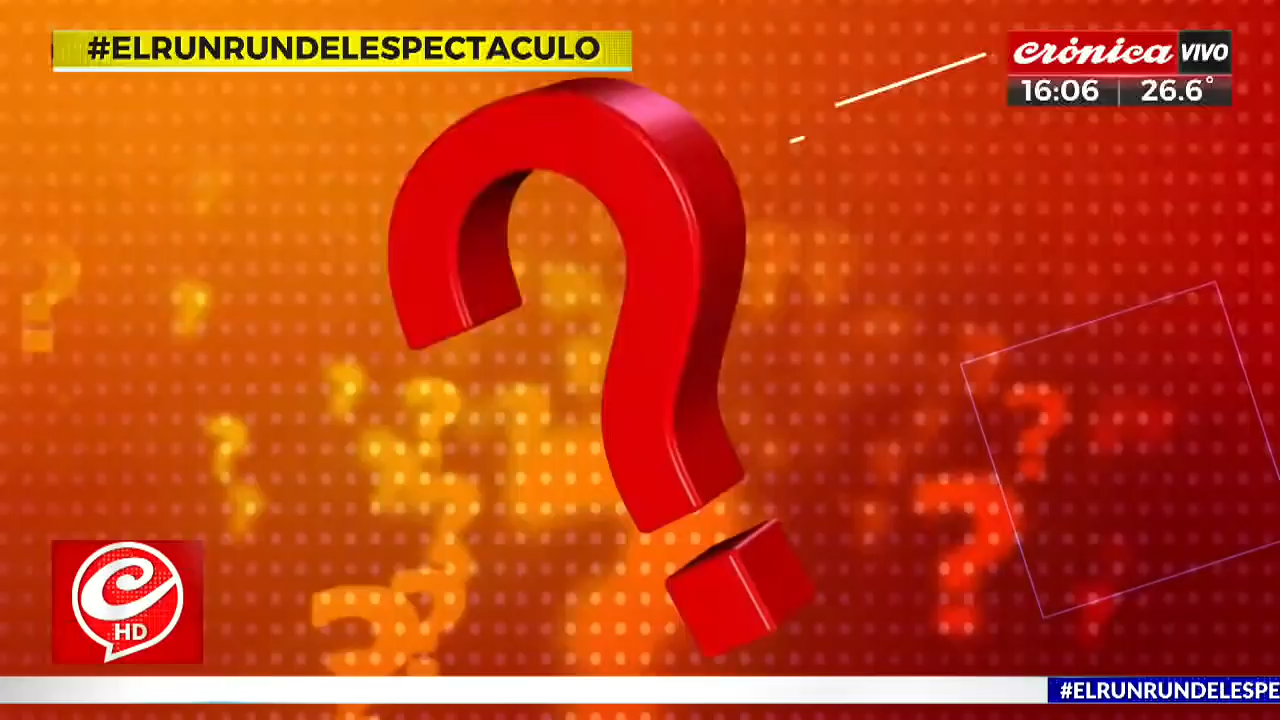 #ELRUNRUNDELESPECTACULO
crónica VIVO
16:06 26.6°
HD
#ELRUNRUNDELESPE